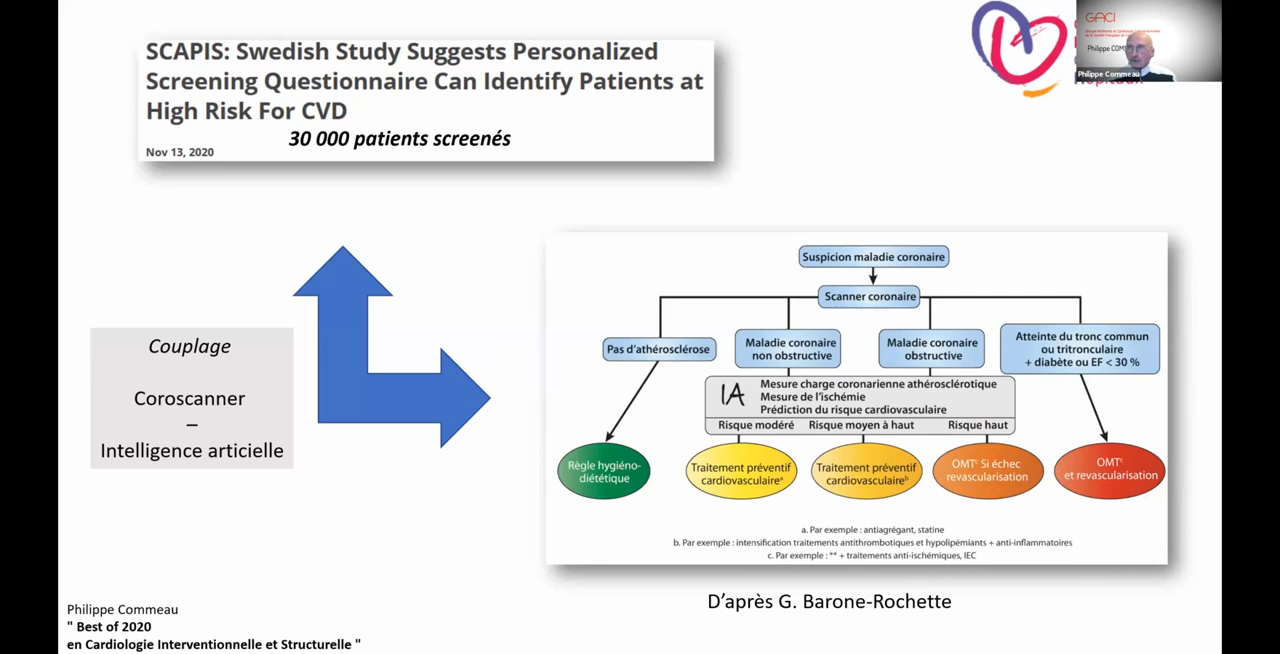 SCAPIS: Swedish Study Suggests Personalized
Screening Questionnaire Can Identify Patients at
High Risk For CVD
30 000 patients screenés
Nov 13, 2020
GACI
Philippe COM
Philippe Commeau
Couplage
Coroscanner
–
Intelligence articielle
Suspicion maladie coronaire
Scanner coronaire
Pas d'athérosclérose
Maladie coronaire
non obstructive
Maladie coronaire
obstructive
Atteinte du tronc commun
ou tritronculaire
+ diabète ou EF < 30 %
IA
Mesure charge coronarienne athérosclérotique
Mesure de l'ischémie
Prédiction du risque cardiovasculaire
Risque modéré
Risque moyen à haut
Risque haut
Règle hygiéno-
diététique
Traitement préventif
cardiovasculaireᵃ
Traitement préventif
cardiovasculaireᵇ
OMTᶜ Si échec
revascularisation
OMTᶜ
et revascularisation
a. Par exemple : antiagrégant, statine
b. Par exemple : intensification traitements antithrombotiques et hypolipémiants + anti-inflammatoires
c. Par exemple : ** + traitements anti-ischémiques, IEC
D'après G. Barone-Rochette
Philippe Commeau
" Best of 2020
en Cardiologie Interventionnelle et Structurelle "